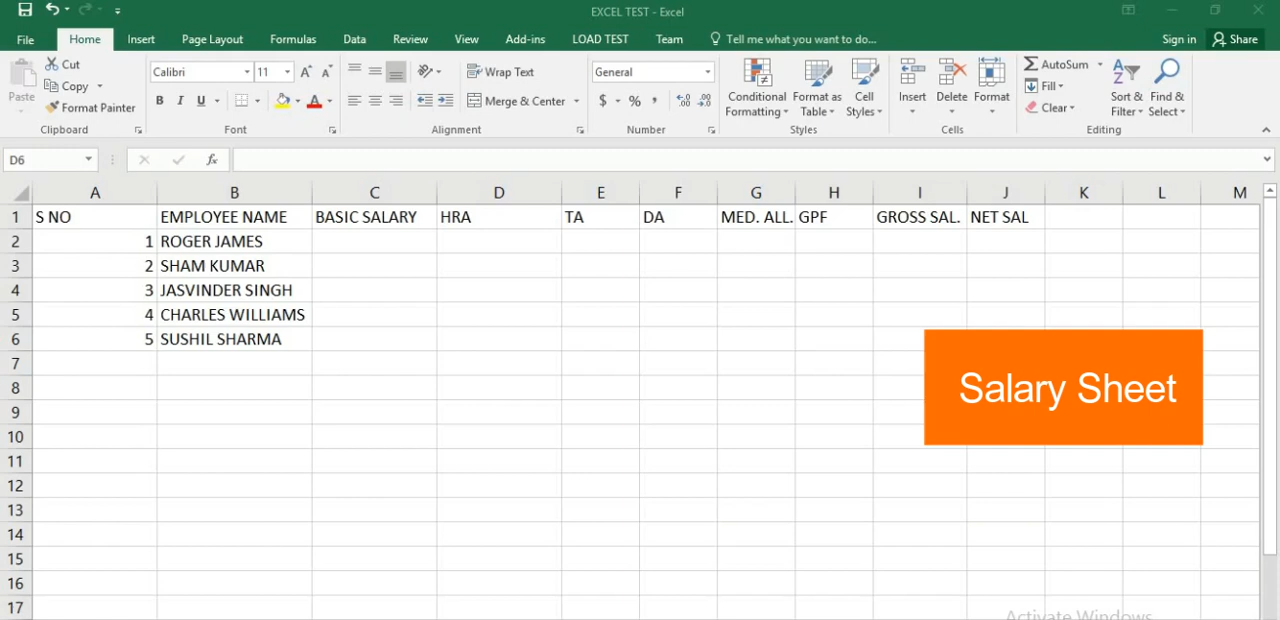 EXCEL TEST - Excel
File Home Insert Page Layout Formulas Data Review View Add-ins LOAD TEST Team Tell me what you want to do... Sign in Share
Paste
Cut
Copy
Format Painter
Clipboard
Calibri 11 A A
B I U A
Font
Wrap Text
Merge & Center
Alignment
General
$ % ,
Number
Conditional Formatting
Format as Table
Cell Styles
Styles
Insert Delete Format
Cells
AutoSum
Fill
Clear
Sort & Filter
Find & Select
Editing
D6 fx
A B C D E F G H I J K L M
1 S NO EMPLOYEE NAME BASIC SALARY HRA TA DA MED. ALL. GPF GROSS SAL. NET SAL
2 1 ROGER JAMES
3 2 SHAM KUMAR
4 3 JASVINDER SINGH
5 4 CHARLES WILLIAMS
6 5 SUSHIL SHARMA
7
8
Salary Sheet
9
10
11
12
13
14
15
16
17
Activate Windows